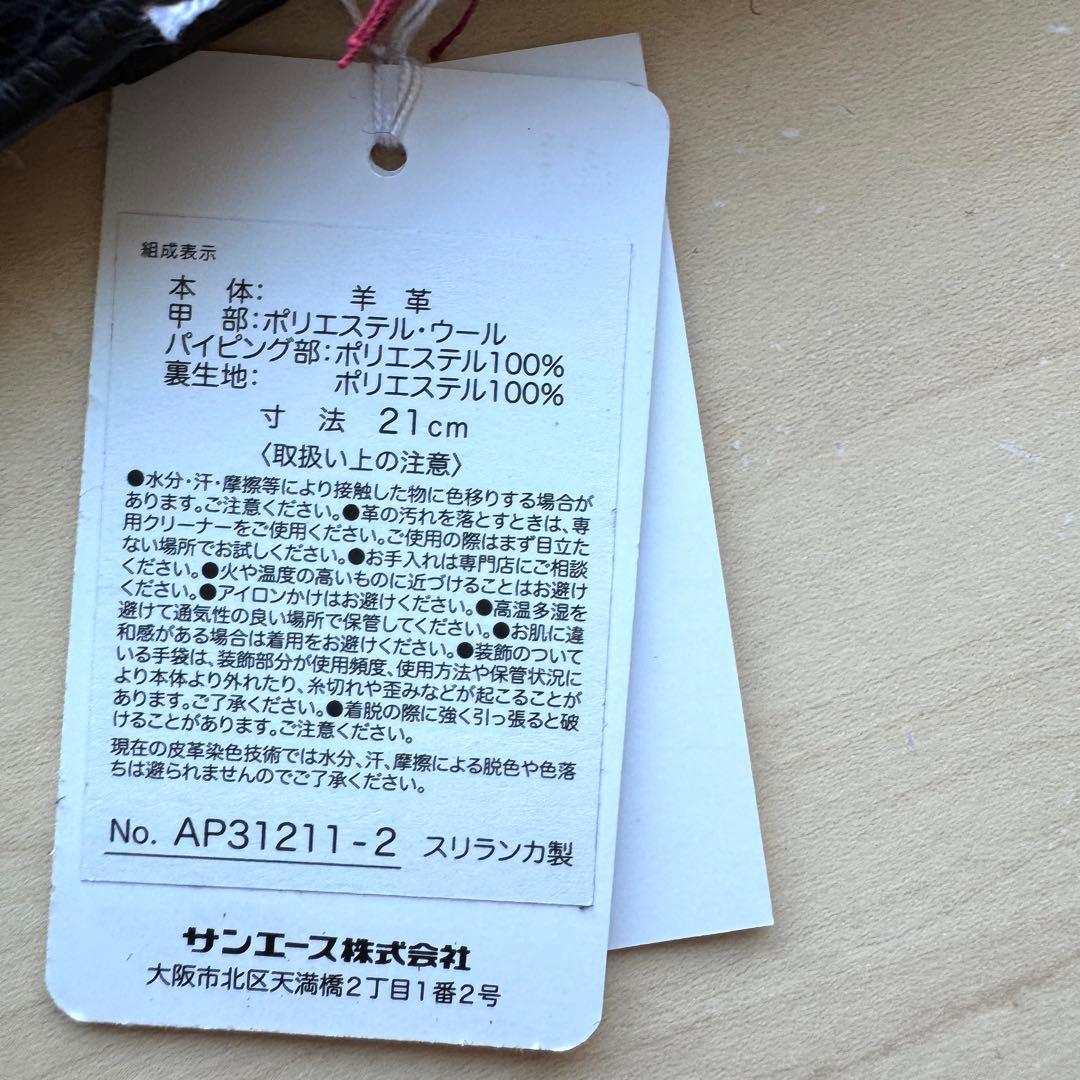 組成表示
本 体: 羊 革
甲 部:ポリエステル・ウール
パイピング部:ポリエステル100%
裏生地: ポリエステル100%
寸 法 21cm
〈取扱い上の注意〉
●水分・汗・摩擦等により接触した物に色移りする場合が
あります。ご注意ください。●革の汚れを落とすときは、専
用クリーナーをご使用ください。ご使用の際はまず目立た
ない場所でお試しください。●お手入れは専門店にご相談
ください。●火や温度の高いものに近づけることはお避け
ください。●アイロンかけはお避けください。●高温多湿を
避けて通気性の良い場所で保管してください。●お肌に違
和感がある場合は着用をお避けください。●装飾のついて
いる手袋は、装飾部分が使用頻度、使用方法や保管状況に
より本体より外れたり、糸切れや歪みなどが起こることが
あります。ご了承ください。●着脱の際に強く引っ張ると破
けることがあります。ご注意ください。
現在の皮革染色技術では水分、汗、摩擦による脱色や色落
ちは避られませんのでご了承ください。
No. AP31211-2 スリランカ製
サンエース株式会社
大阪市北区天満橋2丁目1番2号